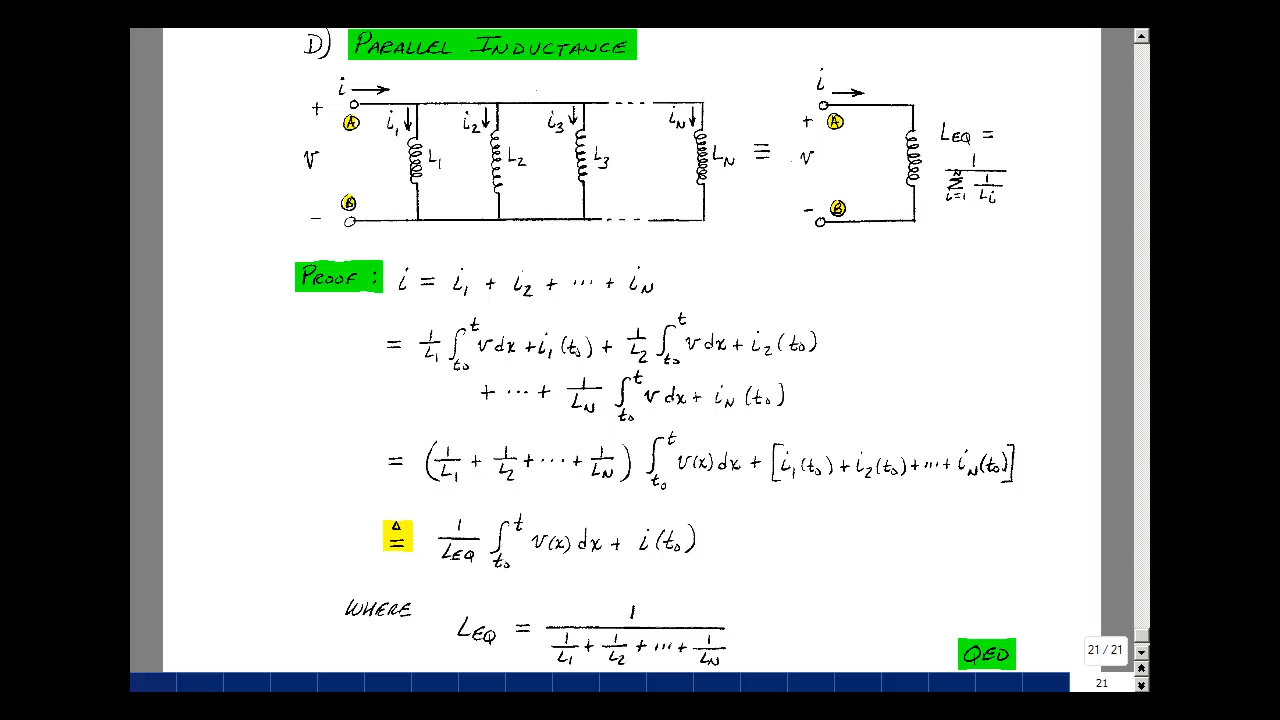 D) PARALLEL INDUCTANCE
i → i →
+ A i₁ ↓ i₂ ↓ i₃ ↓ iN ↓ + A
v L₁ L₂ L₃ LN ≡ v LEQ = 1 / Σ i=1 N 1/Li
- B - B
PROOF: i = i₁ + i₂ + ⋯ + iN
= 1/L₁ ∫t₀^t v dx + i₁(t₀) + 1/L₂ ∫t₀^t v dx + i₂(t₀)
+ ⋯ + 1/LN ∫t₀^t v dx + iN(t₀)
= (1/L₁ + 1/L₂ + ⋯ + 1/LN) ∫t₀^t v(x) dx + [i₁(t₀) + i₂(t₀) + ⋯ + iN(t₀)]
≜ 1/LEQ ∫t₀^t v(x) dx + i(t₀)
WHERE LEQ = 1 / (1/L₁ + 1/L₂ + ⋯ + 1/LN)
QED
21 / 21
21